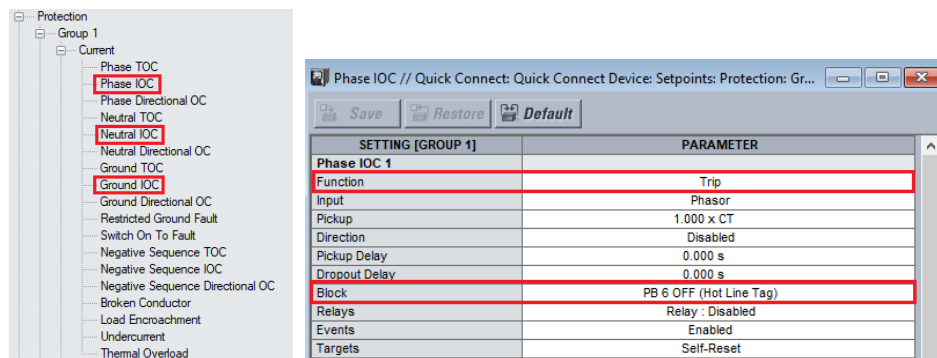 Protection
Group 1
Current
Phase TOC
Phase IOC
Phase Directional OC
Neutral TOC
Neutral IOC
Neutral Directional OC
Ground TOC
Ground IOC
Ground Directional OC
Restricted Ground Fault
Switch On To Fault
Negative Sequence TOC
Negative Sequence IOC
Negative Sequence Directional OC
Broken Conductor
Load Encroachment
Undercurrent
Thermal Overload
Phase IOC // Quick Connect: Quick Connect Device: Setpoints: Protection: Gr...
Save Restore Default
SETTING [GROUP 1] PARAMETER
Phase IOC 1
Function Trip
Input Phasor
Pickup 1.000 x CT
Direction Disabled
Pickup Delay 0.000 s
Dropout Delay 0.000 s
Block PB 6 OFF (Hot Line Tag)
Relays Relay : Disabled
Events Enabled
Targets Self-Reset